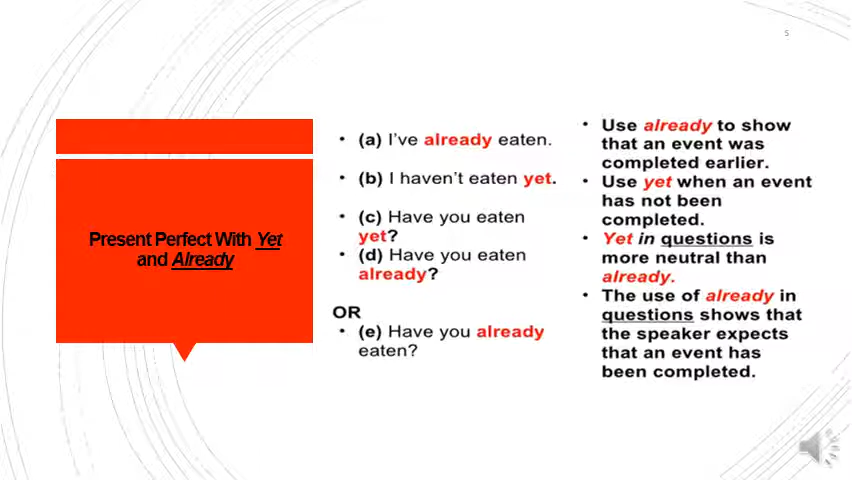 5
Present Perfect With Yet
and Already
• (a) I've already eaten.
• (b) I haven't eaten yet.
• (c) Have you eaten
yet?
• (d) Have you eaten
already?
OR
• (e) Have you already
eaten?
• Use already to show
that an event was
completed earlier.
• Use yet when an event
has not been
completed.
• Yet in questions is
more neutral than
already.
• The use of already in
questions shows that
the speaker expects
that an event has
been completed.